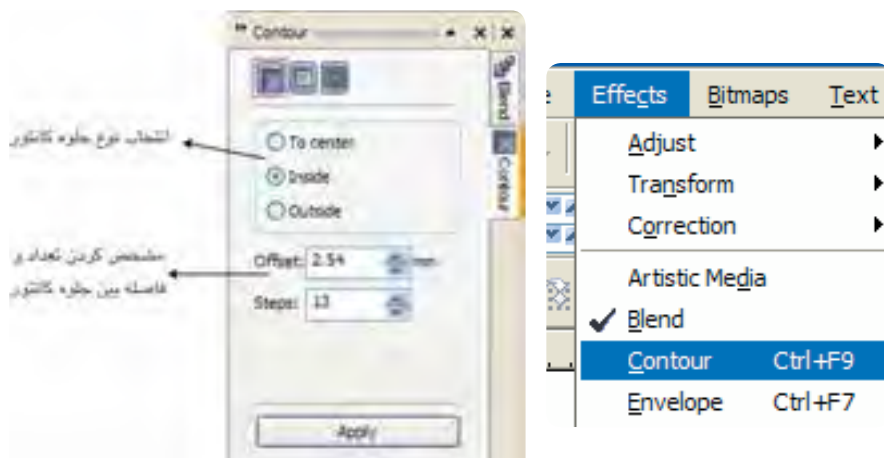 Contour
Blend
Contour
انتخاب نوع جلوه کانتور
To center
Inside
Outside
مشخص کردن تعداد و
فاصله بین جلوه کانتور
Offset: 2.54 mm
Steps: 13
Apply
Effects Bitmaps Text
Adjust
Transform
Correction
Artistic Media
Blend
Contour Ctrl+F9
Envelope Ctrl+F7